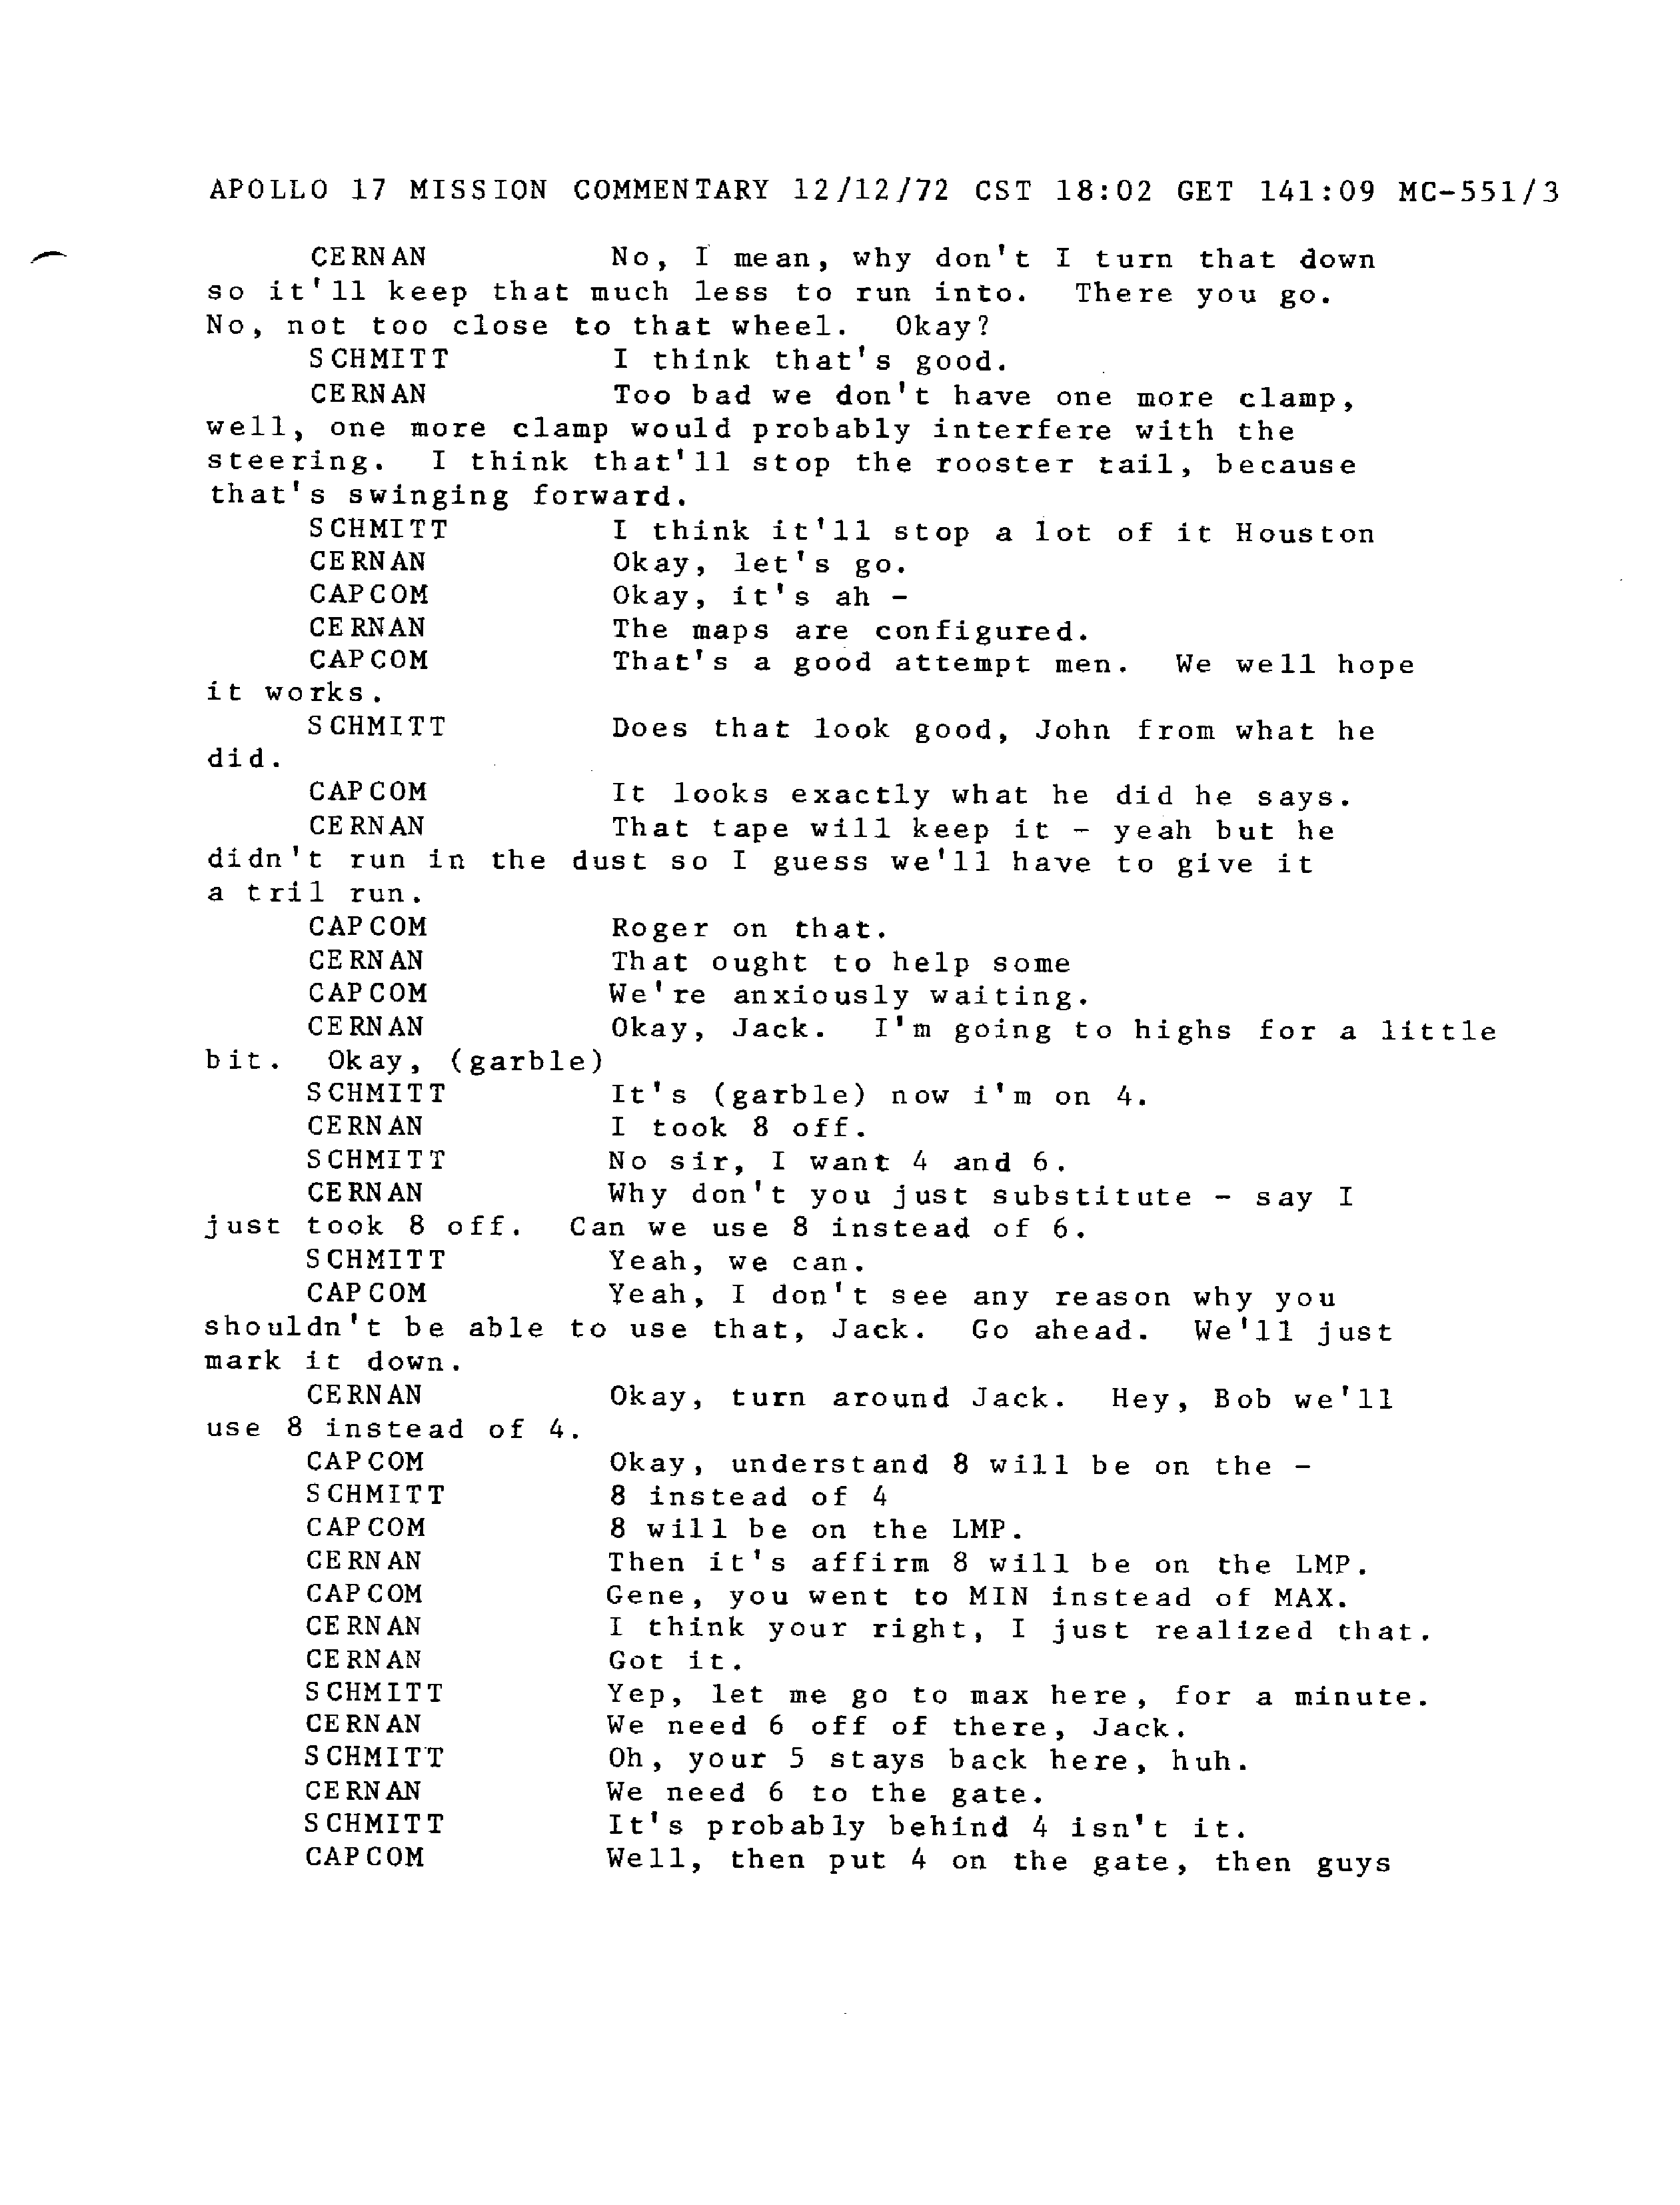 APOLLO 17 MISSION COMMENTARY 12/12/72 CST 18:02 GET 141:09 MC-551/3
CERNAN No, I mean, why don't I turn that down
so it'll keep that much less to run into. There you go.
No, not too close to that wheel. Okay?
SCHMITT I think that's good.
CERNAN Too bad we don't have one more clamp,
well, one more clamp would probably interfere with the
steering. I think that'll stop the rooster tail, because
that's swinging forward.
SCHMITT I think it'll stop a lot of it Houston
CERNAN Okay, let's go.
CAPCOM Okay, it's ah -
CERNAN The maps are configured.
CAPCOM That's a good attempt men. We well hope
it works.
SCHMITT Does that look good, John from what he
did.
CAPCOM It looks exactly what he did he says.
CERNAN That tape will keep it - yeah but he
didn't run in the dust so I guess we'll have to give it
a tril run.
CAPCOM Roger on that.
CERNAN That ought to help some
CAPCOM We're anxiously waiting.
CERNAN Okay, Jack. I'm going to highs for a little
bit. Okay, (garble)
SCHMITT It's (garble) now i'm on 4.
CERNAN I took 8 off.
SCHMITT No sir, I want 4 and 6.
CERNAN Why don't you just substitute - say I
just took 8 off. Can we use 8 instead of 6.
SCHMITT Yeah, we can.
CAPCOM Yeah, I don't see any reason why you
shouldn't be able to use that, Jack. Go ahead. We'll just
mark it down.
CERNAN Okay, turn around Jack. Hey, Bob we'll
use 8 instead of 4.
CAPCOM Okay, understand 8 will be on the -
SCHMITT 8 instead of 4
CAPCOM 8 will be on the LMP.
CERNAN Then it's affirm 8 will be on the LMP.
CAPCOM Gene, you went to MIN instead of MAX.
CERNAN I think your right, I just realized that.
CERNAN Got it.
SCHMITT Yep, let me go to max here, for a minute.
CERNAN We need 6 off of there, Jack.
SCHMITT Oh, your 5 stays back here, huh.
CERNAN We need 6 to the gate.
SCHMITT It's probably behind 4 isn't it.
CAPCOM Well, then put 4 on the gate, then guys